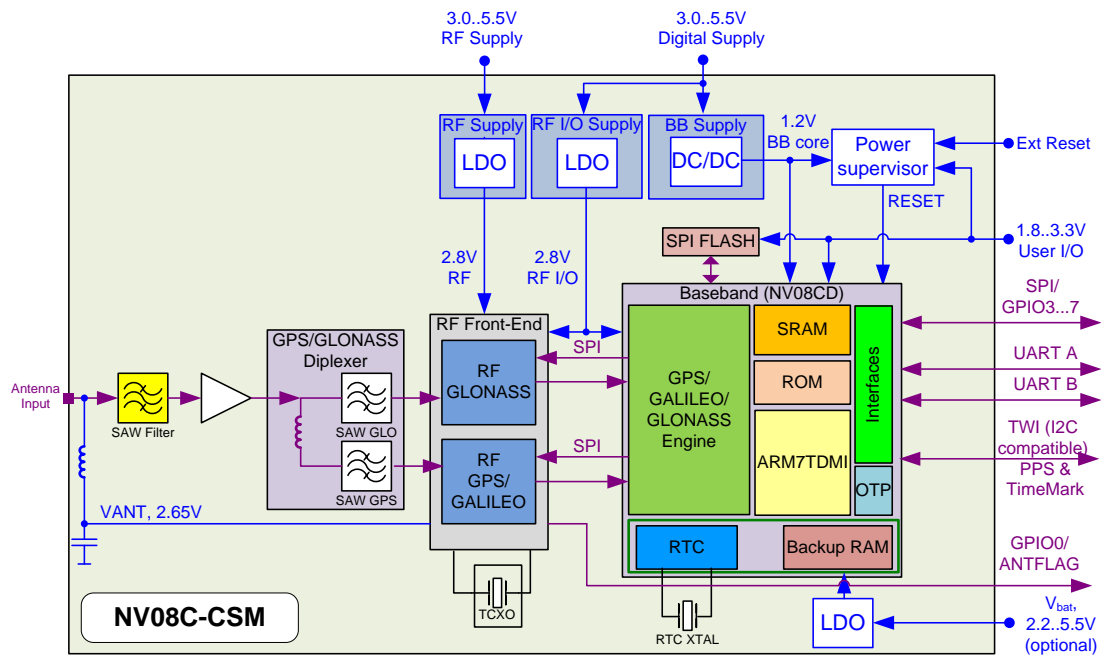 3.0..5.5V
RF Supply
3.0..5.5V
Digital Supply
RF Supply
LDO
RF I/O Supply
LDO
BB Supply
DC/DC
1.2V
BB core
Power
supervisor
Ext Reset
RESET
SPI FLASH
1.8..3.3V
User I/O
2.8V
RF
2.8V
RF I/O
Baseband (NV08CD)
SPI/
GPIO3...7
RF Front-End
GPS/GLONASS
Diplexer
SPI
RF
GLONASS
GPS/
GALILEO/
GLONASS
Engine
SRAM
ROM
ARM7TDMI
Interfaces
OTP
UART A
UART B
Antenna
Input
SAW Filter
SAW GLO
SAW GPS
SPI
RF
GPS/
GALILEO
TWI (I2C
compatible)
PPS &
TimeMark
VANT, 2.65V
RTC
Backup RAM
GPIO0/
ANTFLAG
TCXO
RTC XTAL
LDO
Vbat,
2.2..5.5V
(optional)
NV08C-CSM